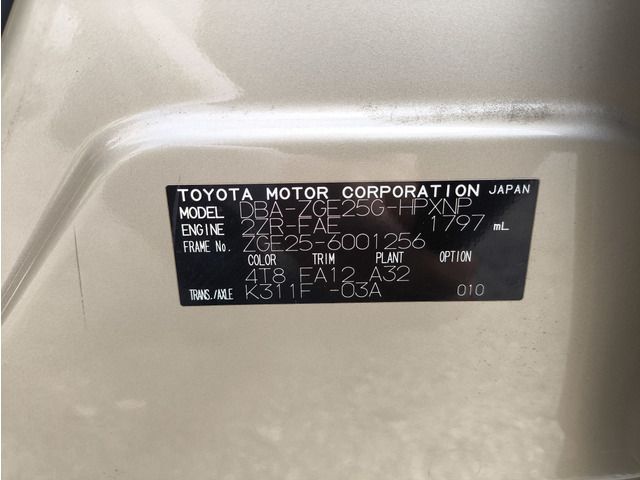 TOYOTA MOTOR CORPORATION JAPAN
MODEL DBA-ZGE25G-HPXNP
ENGINE 2ZR-FAE 1797 mL
FRAME No. ZGE25-6001256
COLOR TRIM PLANT OPTION
4T8 FA12 A32
TRANS./AXLE K311F -03A 010